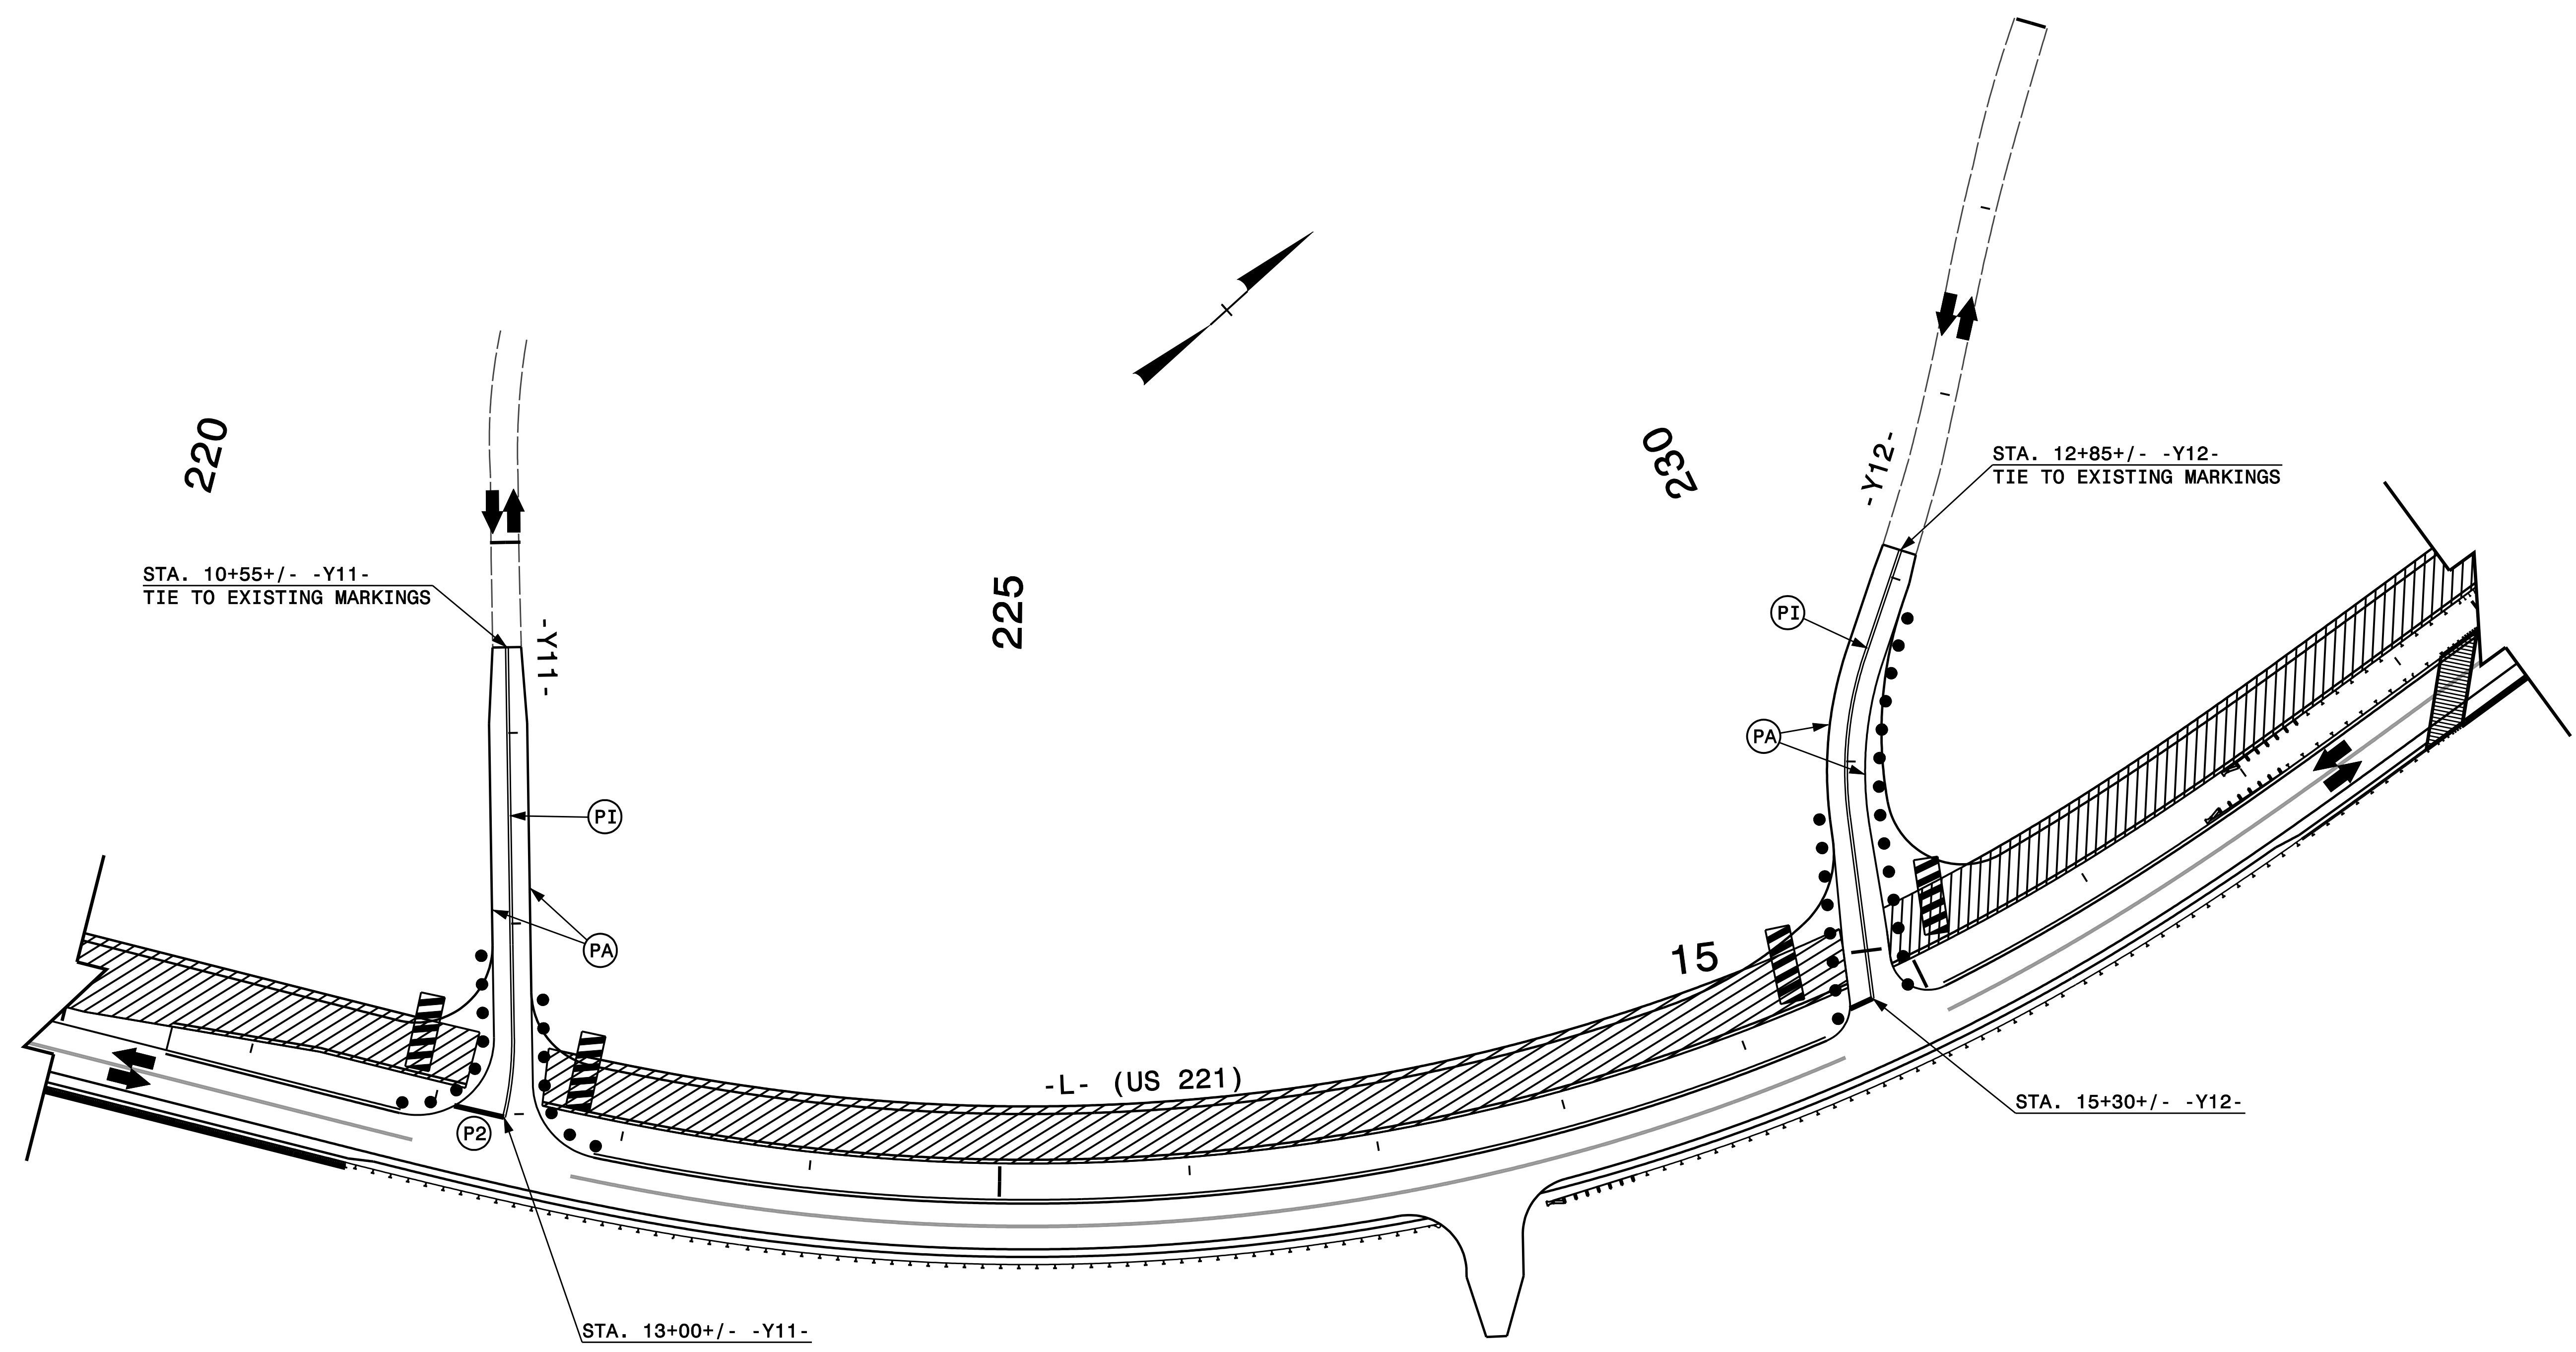 220
230
-Y12-
STA. 12+85+/- -Y12-
TIE TO EXISTING MARKINGS
STA. 10+55+/- -Y11-
TIE TO EXISTING MARKINGS
225
-Y11-
PI
PA
PI
PA
15
-L- (US 221)
P2
STA. 15+30+/- -Y12-
STA. 13+00+/- -Y11-